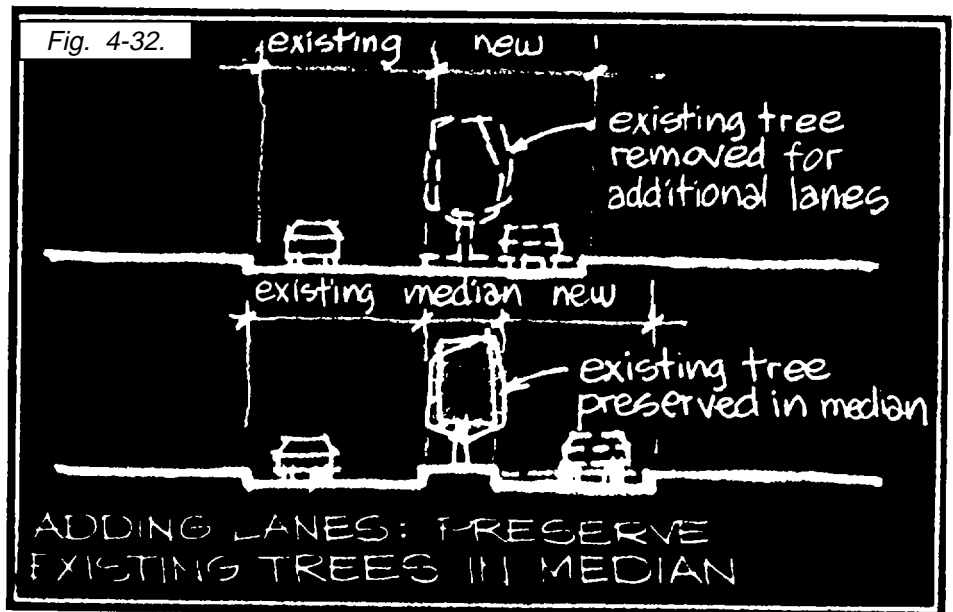 Fig. 4-32.
existing new
existing tree
removed for
additional lanes
existing median new
existing tree
preserved in median
ADDING LANES: PRESERVE
EXISTING TREES IN MEDIAN